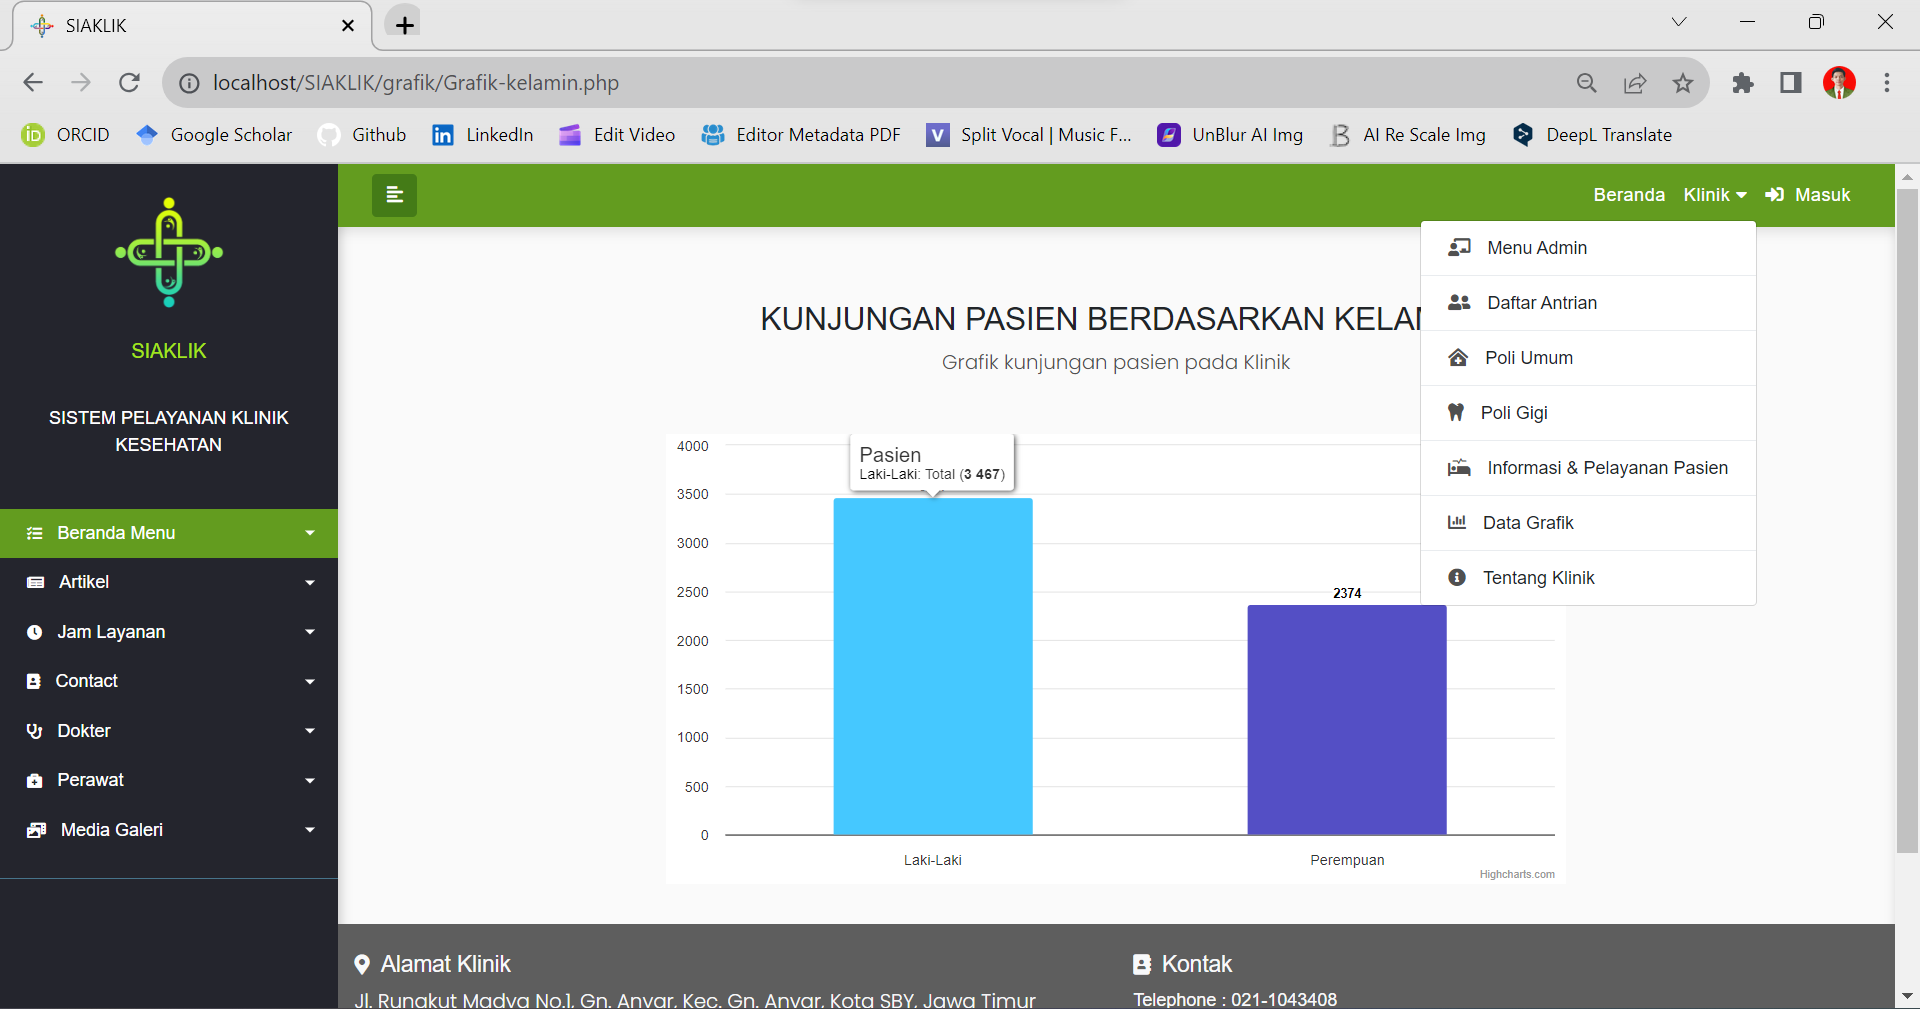 SIAKLIK
localhost/SIAKLIK/grafik/Grafik-kelamin.php
ORCID Google Scholar Github LinkedIn Edit Video Editor Metadata PDF Split Vocal | Music F... UnBlur AI Img AI Re Scale Img DeepL Translate
SIAKLIK
SISTEM PELAYANAN KLINIK
KESEHATAN
Beranda Menu
Artikel
Jam Layanan
Contact
Dokter
Perawat
Media Galeri
Beranda Klinik Masuk
Menu Admin
Daftar Antrian
Poli Umum
Poli Gigi
Informasi & Pelayanan Pasien
Data Grafik
Tentang Klinik
KUNJUNGAN PASIEN BERDASARKAN KELAM
Grafik kunjungan pasien pada Klinik
4000
3500
3000
2500
2000
1500
1000
500
0
Pasien
Laki-Laki: Total (3 467)
2374
Laki-Laki Perempuan
Highcharts.com
Alamat Klinik
Jl. Rungkut Madya No.1, Gn. Anyar, Kec. Gn. Anyar, Kota SBY, Jawa Timur
Kontak
Telephone : 021-1043408